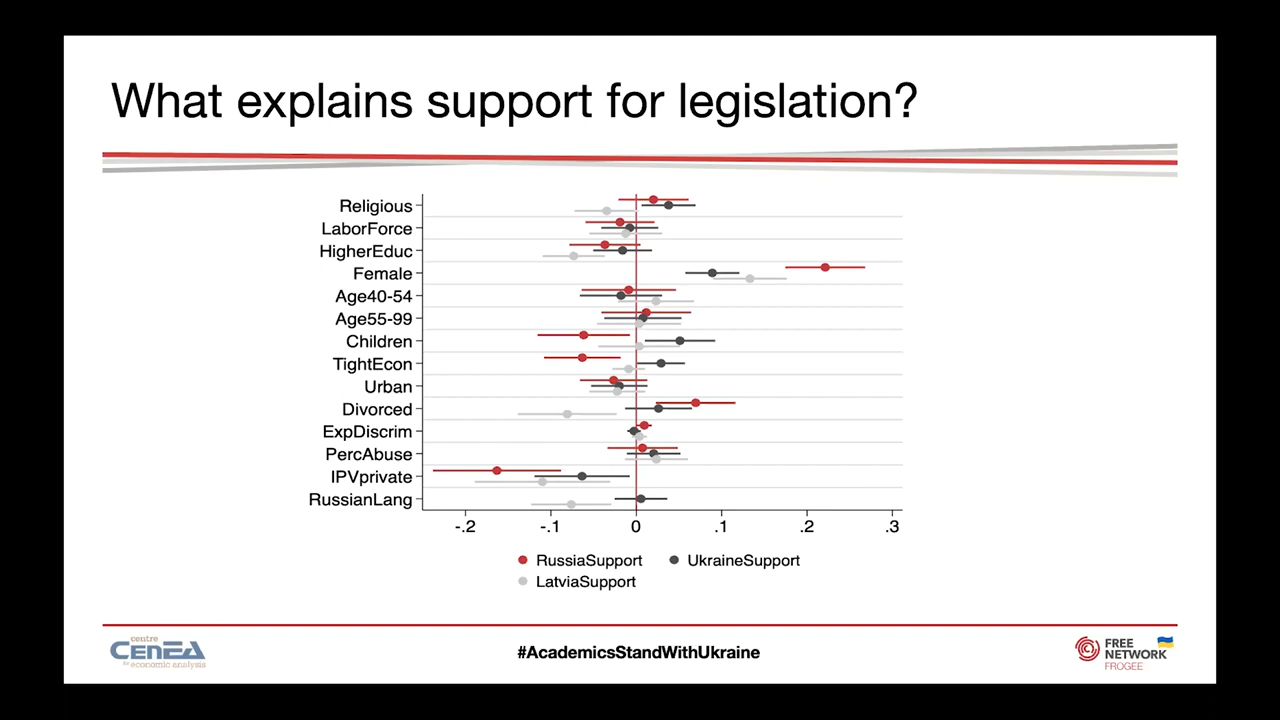 What explains support for legislation?
Religious
LaborForce
HigherEduc
Female
Age40-54
Age55-99
Children
TightEcon
Urban
Divorced
ExpDiscrim
PercAbuse
IPVprivate
RussianLang
-.2 -.1 0 .1 .2 .3
RussiaSupport UkraineSupport
LatviaSupport
centre
CenEA
for economic analysis
#AcademicsStandWithUkraine
FREE
NETWORK
FROGEE